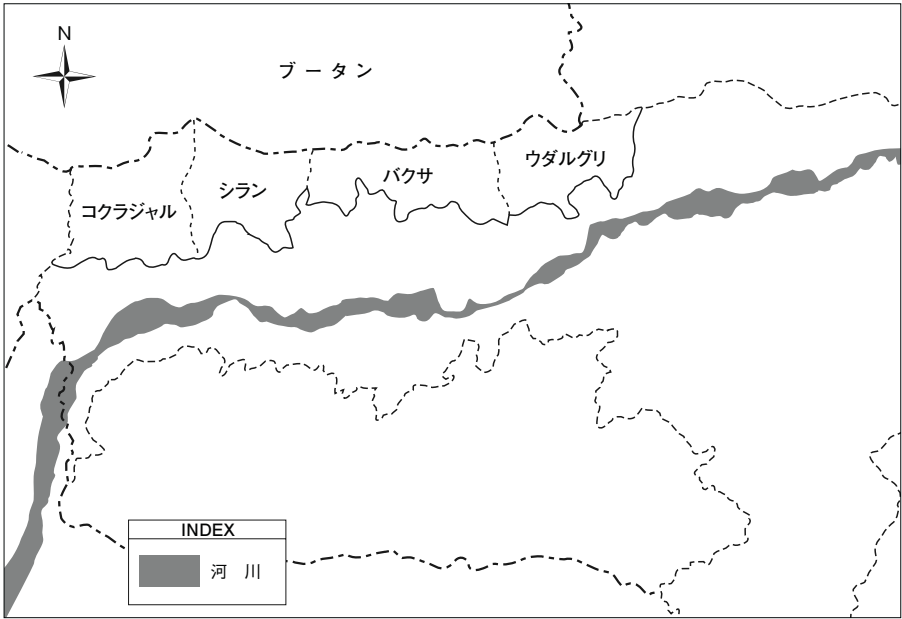 N
ブータン
ウダルグリ
バクサ
シラン
コクラジャル
INDEX
河 川